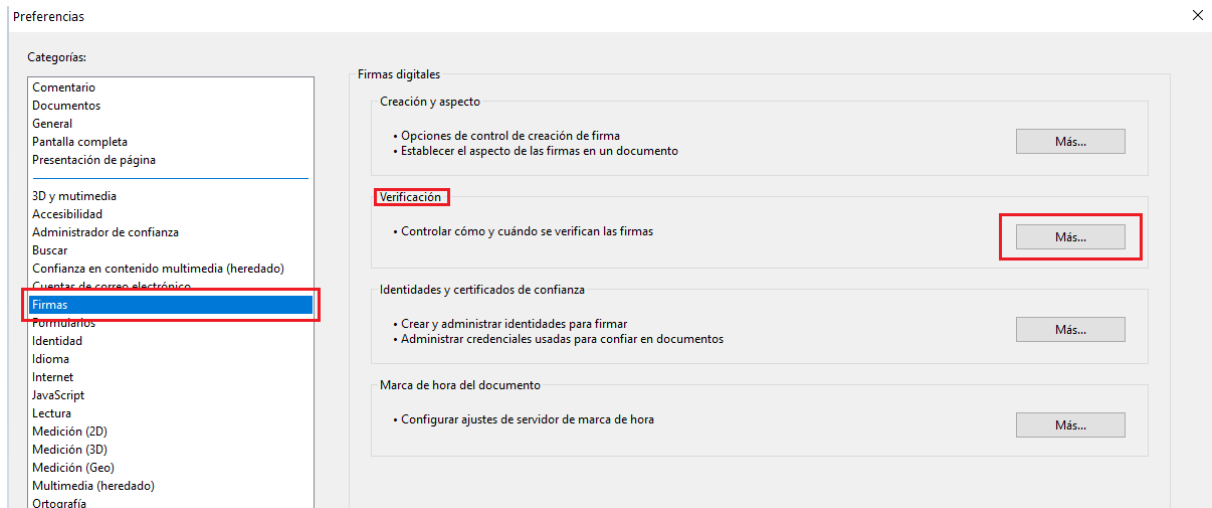 Preferencias
Categorías:
Comentario
Documentos
General
Pantalla completa
Presentación de página
3D y mutimedia
Accesibilidad
Administrador de confianza
Buscar
Confianza en contenido multimedia (heredado)
Cuentas de correo electrónico
Firmas
Formularios
Identidad
Idioma
Internet
JavaScript
Lectura
Medición (2D)
Medición (3D)
Medición (Geo)
Multimedia (heredado)
Ortografía
Firmas digitales
Creación y aspecto
• Opciones de control de creación de firma
• Establecer el aspecto de las firmas en un documento
Más...
Verificación
• Controlar cómo y cuándo se verifican las firmas
Más...
Identidades y certificados de confianza
• Crear y administrar identidades para firmar
• Administrar credenciales usadas para confiar en documentos
Más...
Marca de hora del documento
• Configurar ajustes de servidor de marca de hora
Más...